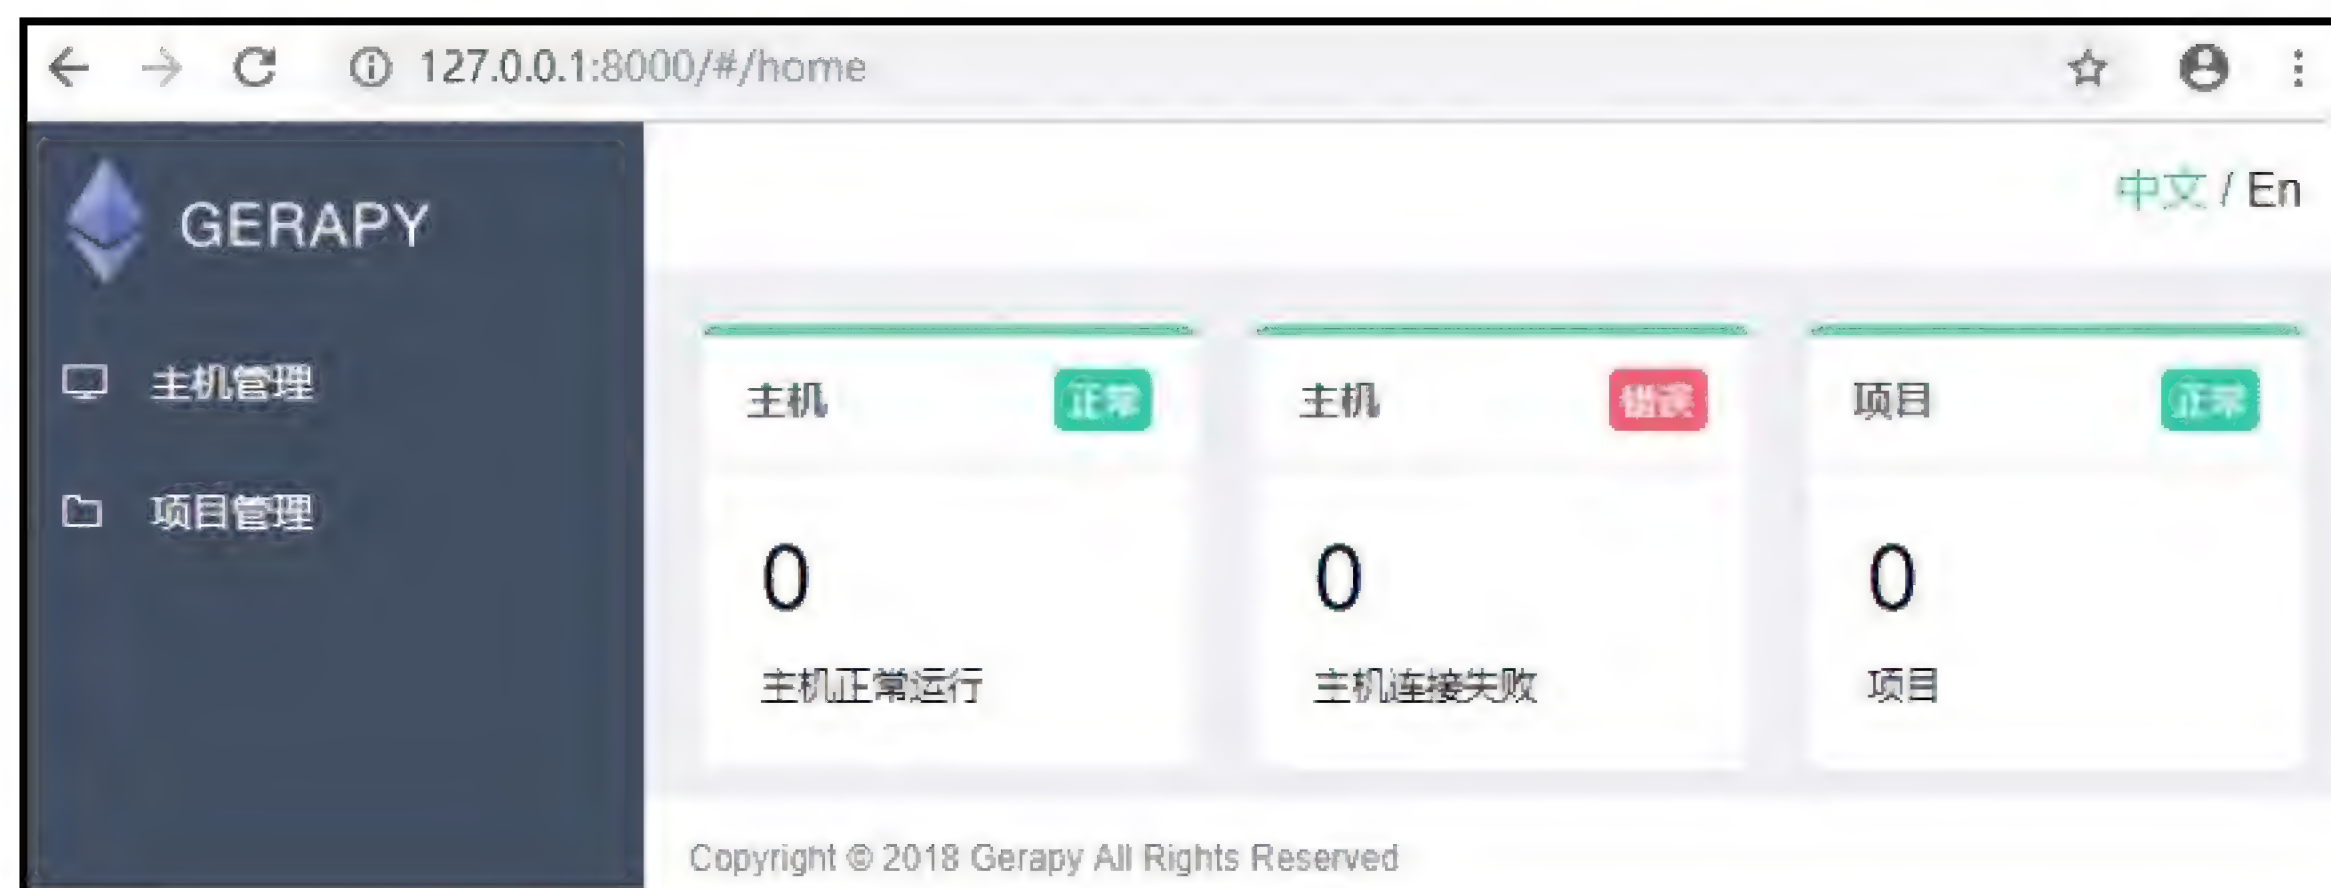 127.0.0.1:8000/#/home
中文 / En
GERAPY
主机管理
项目管理
主机 正常
0
主机正常运行
主机 错误
0
主机连接失败
项目 正常
0
项目
Copyright © 2018 Gerapy All Rights Reserved